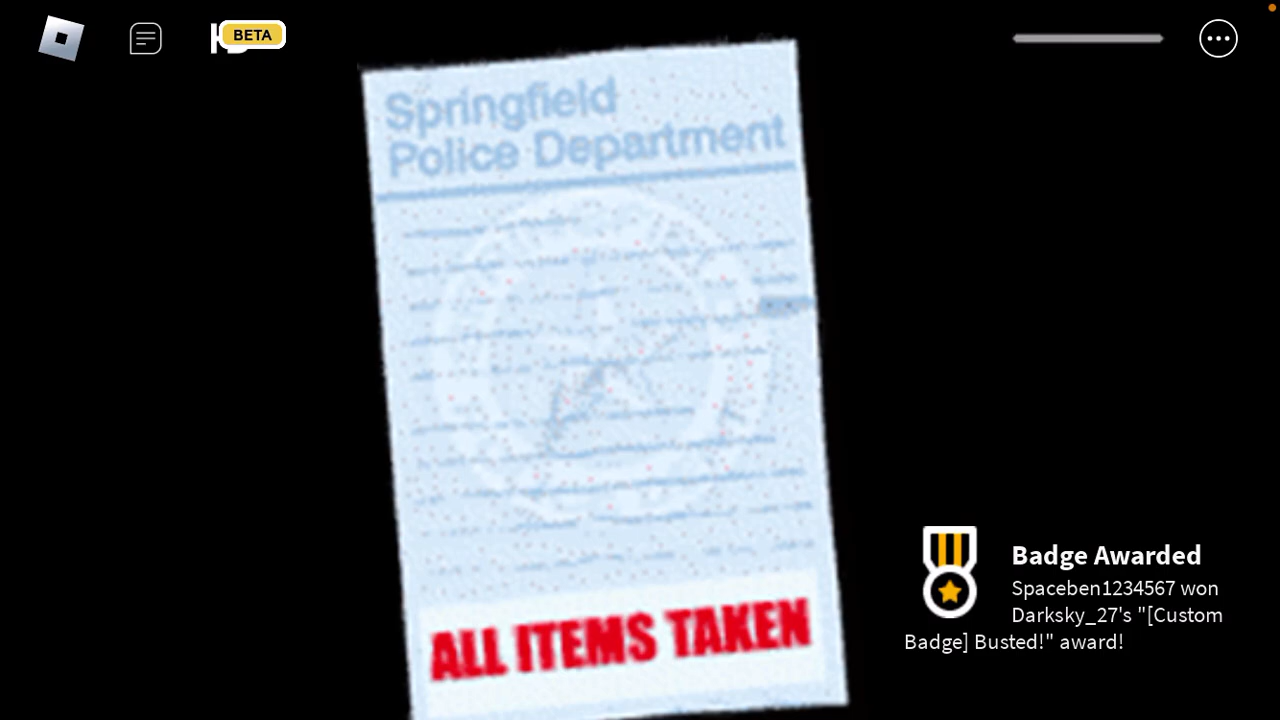 BETA
Springfield
Police Department
ALL ITEMS TAKEN
Badge Awarded
Spaceben1234567 won
Darksky_27's "[Custom
Badge] Busted!" award!